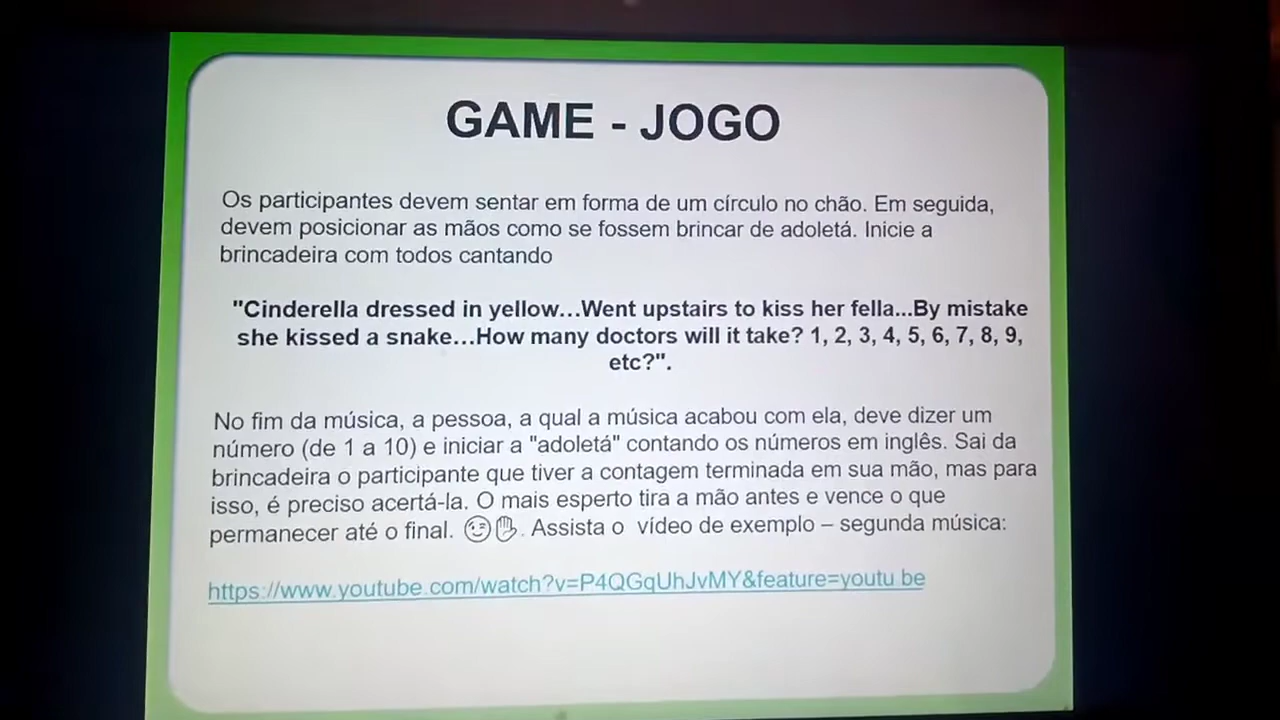 GAME - JOGO
Os participantes devem sentar em forma de um círculo no chão. Em seguida,
devem posicionar as mãos como se fossem brincar de adoletá. Inicie a
brincadeira com todos cantando
"Cinderella dressed in yellow...Went upstairs to kiss her fella...By mistake
she kissed a snake...How many doctors will it take? 1, 2, 3, 4, 5, 6, 7, 8, 9,
etc?".
No fim da música, a pessoa, a qual a música acabou com ela, deve dizer um
número (de 1 a 10) e iniciar a "adoletá" contando os números em inglês. Sai da
brincadeira o participante que tiver a contagem terminada em sua mão, mas para
isso, é preciso acertá-la. O mais esperto tira a mão antes e vence o que
permanecer até o final. 😉✋. Assista o vídeo de exemplo – segunda música:
https://www.youtube.com/watch?v=P4QGqUhJvMY&feature=youtu.be